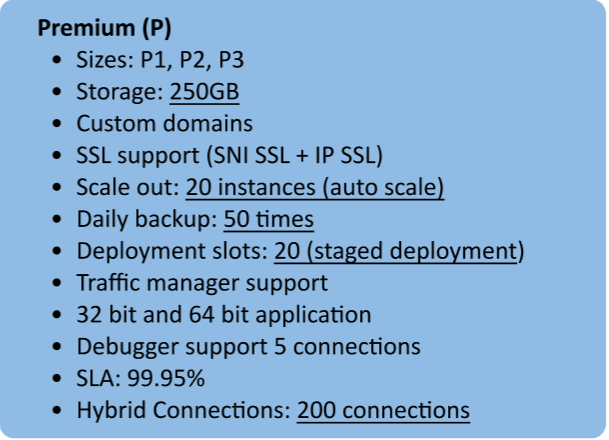 Premium (P)
• Sizes: P1, P2, P3
• Storage: 250GB
• Custom domains
• SSL support (SNI SSL + IP SSL)
• Scale out: 20 instances (auto scale)
• Daily backup: 50 times
• Deployment slots: 20 (staged deployment)
• Traffic manager support
• 32 bit and 64 bit application
• Debugger support 5 connections
• SLA: 99.95%
• Hybrid Connections: 200 connections